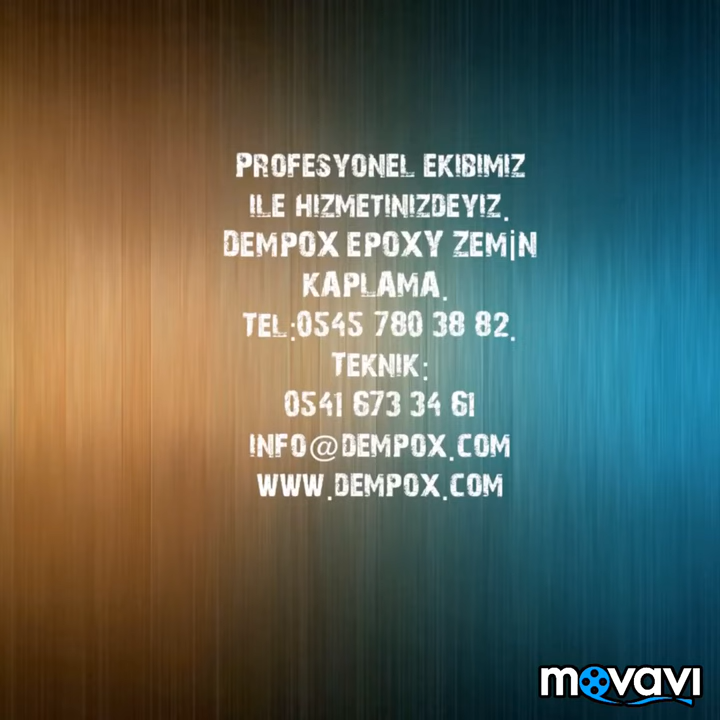 PROFESYONEL EKIBIMIZ
ILE HIZMETINIZDEYIZ.
DEMPOX EPOXY ZEMİN
KAPLAMA.
TEL:0545 780 38 82.
TEKNIK:
0541 673 34 61
INFO@DEMPOX.COM
WWW.DEMPOX.COM
movavi